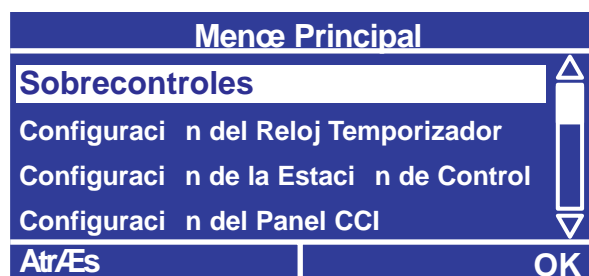 Menœ Principal
Sobrecontroles
Configuraci n del Reloj Temporizador
Configuraci n de la Estaci n de Control
Configuraci n del Panel CCI
AtrÆs OK